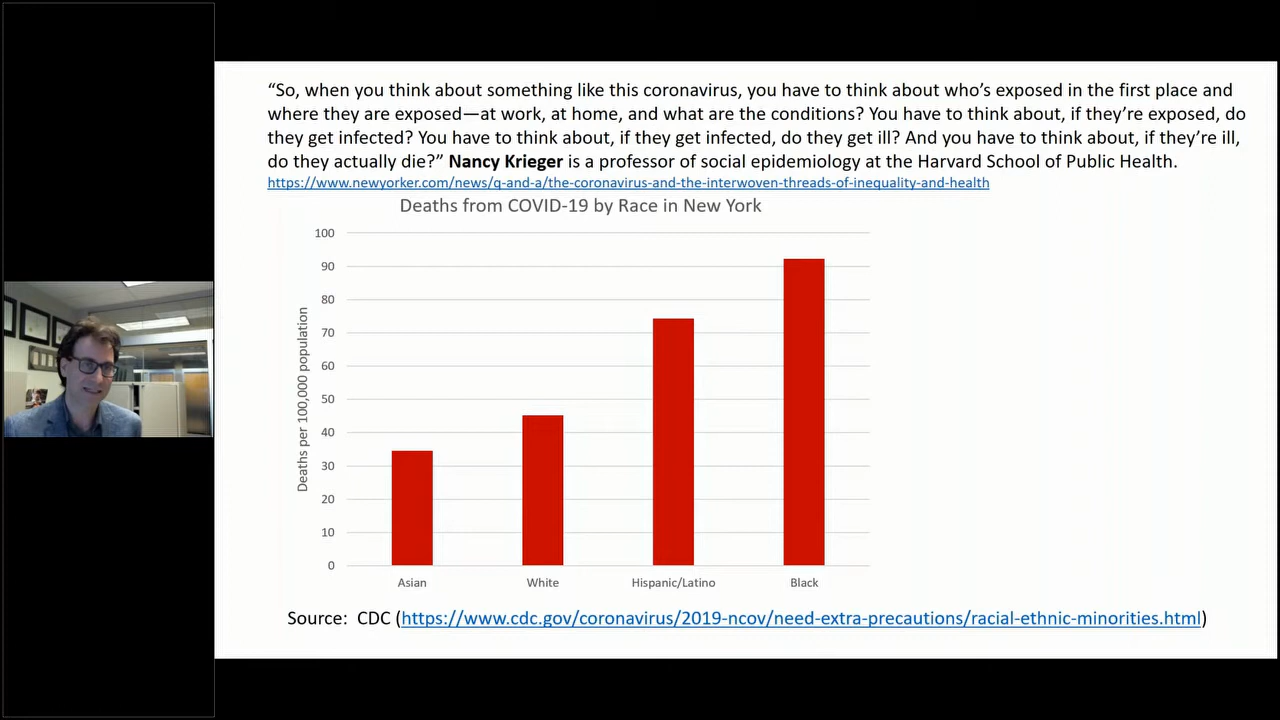 “So, when you think about something like this coronavirus, you have to think about who’s exposed in the first place and
where they are exposed—at work, at home, and what are the conditions? You have to think about, if they’re exposed, do
they get infected? You have to think about, if they get infected, do they get ill? And you have to think about, if they’re ill,
do they actually die?” Nancy Krieger is a professor of social epidemiology at the Harvard School of Public Health.
https://www.newyorker.com/news/q-and-a/the-coronavirus-and-the-interwoven-threads-of-inequality-and-health
Deaths from COVID-19 by Race in New York
Deaths per 100,000 population
100
90
80
70
60
50
40
30
20
10
0
Asian White Hispanic/Latino Black
Source: CDC (https://www.cdc.gov/coronavirus/2019-ncov/need-extra-precautions/racial-ethnic-minorities.html)